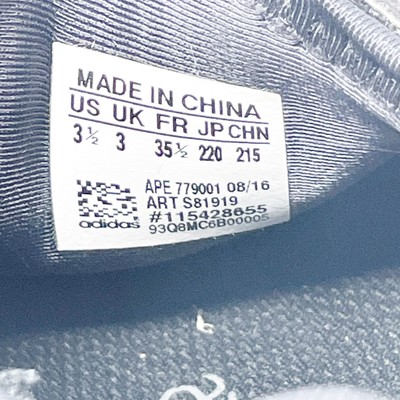 MADE IN CHINA
US UK FR JP CHN
3½ 3 35½ 220 215
APE 779001 08/16
ART S81919
#115428655
adidas 93Q8MC6B00005